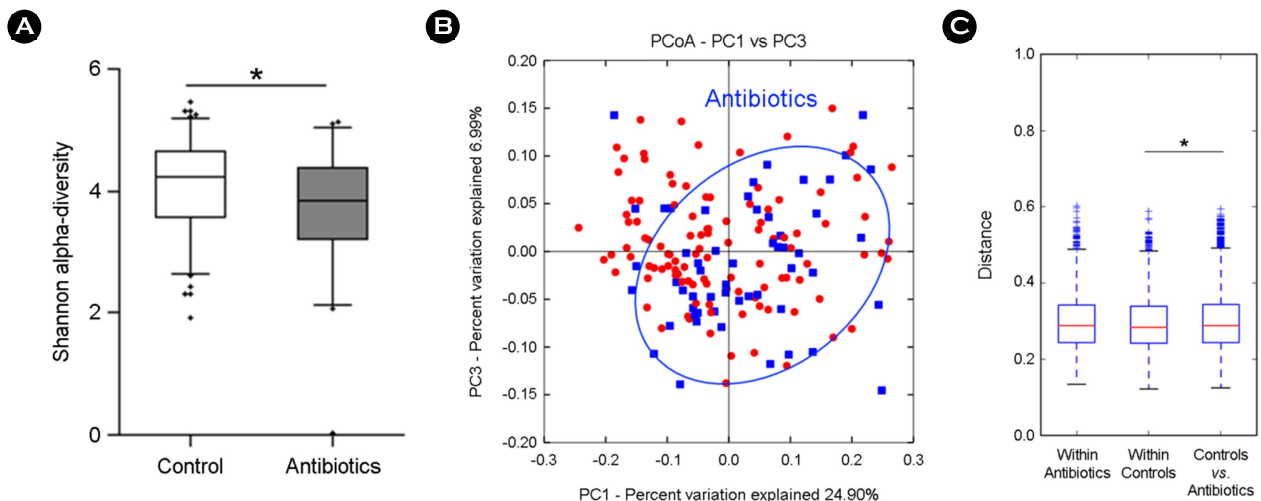 A
Shannon alpha-diversity
6
4
2
0
*
Control
Antibiotics
B
PCoA - PC1 vs PC3
PC3 - Percent variation explained 6.99%
0.20
0.15
0.10
0.05
0.00
-0.05
-0.10
-0.15
-0.20
Antibiotics
-0.3
-0.2
-0.1
0.0
0.1
0.2
0.3
PC1 - Percent variation explained 24.90%
C
Distance
1.0
0.8
0.6
0.4
0.2
0.0
*
Within
Antibiotics
Within
Controls
Controls
vs.
Antibiotics